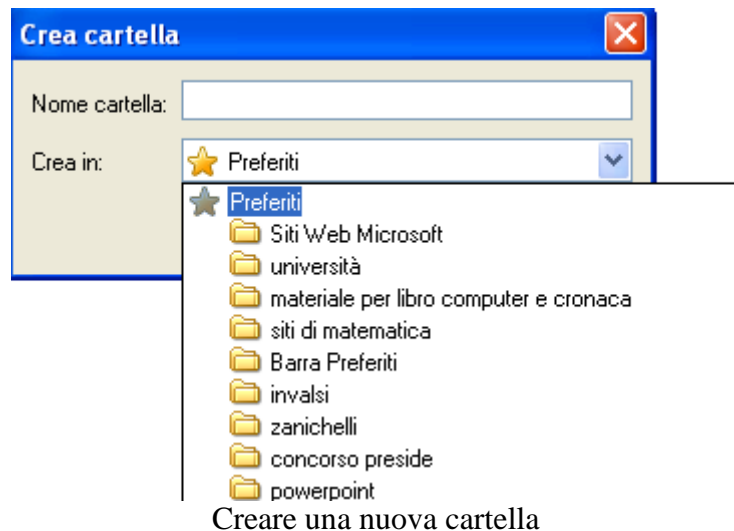 Crea cartella
Nome cartella:
Crea in: Preferiti
Preferiti
Siti Web Microsoft
università
materiale per libro computer e cronaca
siti di matematica
Barra Preferiti
invalsi
zanichelli
concorso preside
powerpoint
Creare una nuova cartella